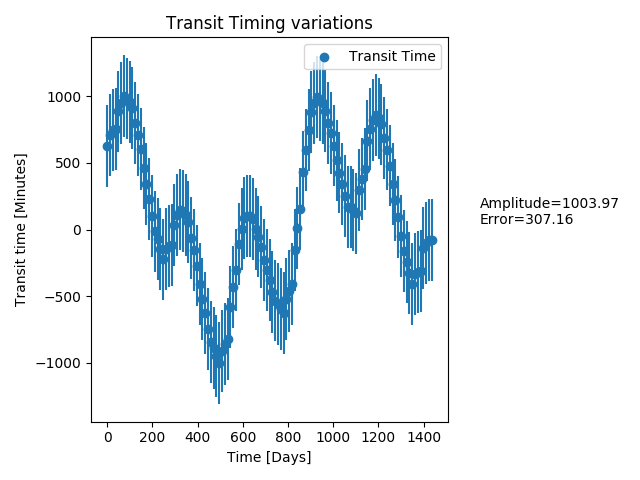 Transit Timing variations
Transit Time
1000
500
0
−500
−1000
Transit time [Minutes]
0 200 400 600 800 1000 1200 1400
Time [Days]
Amplitude=1003.97
Error=307.16